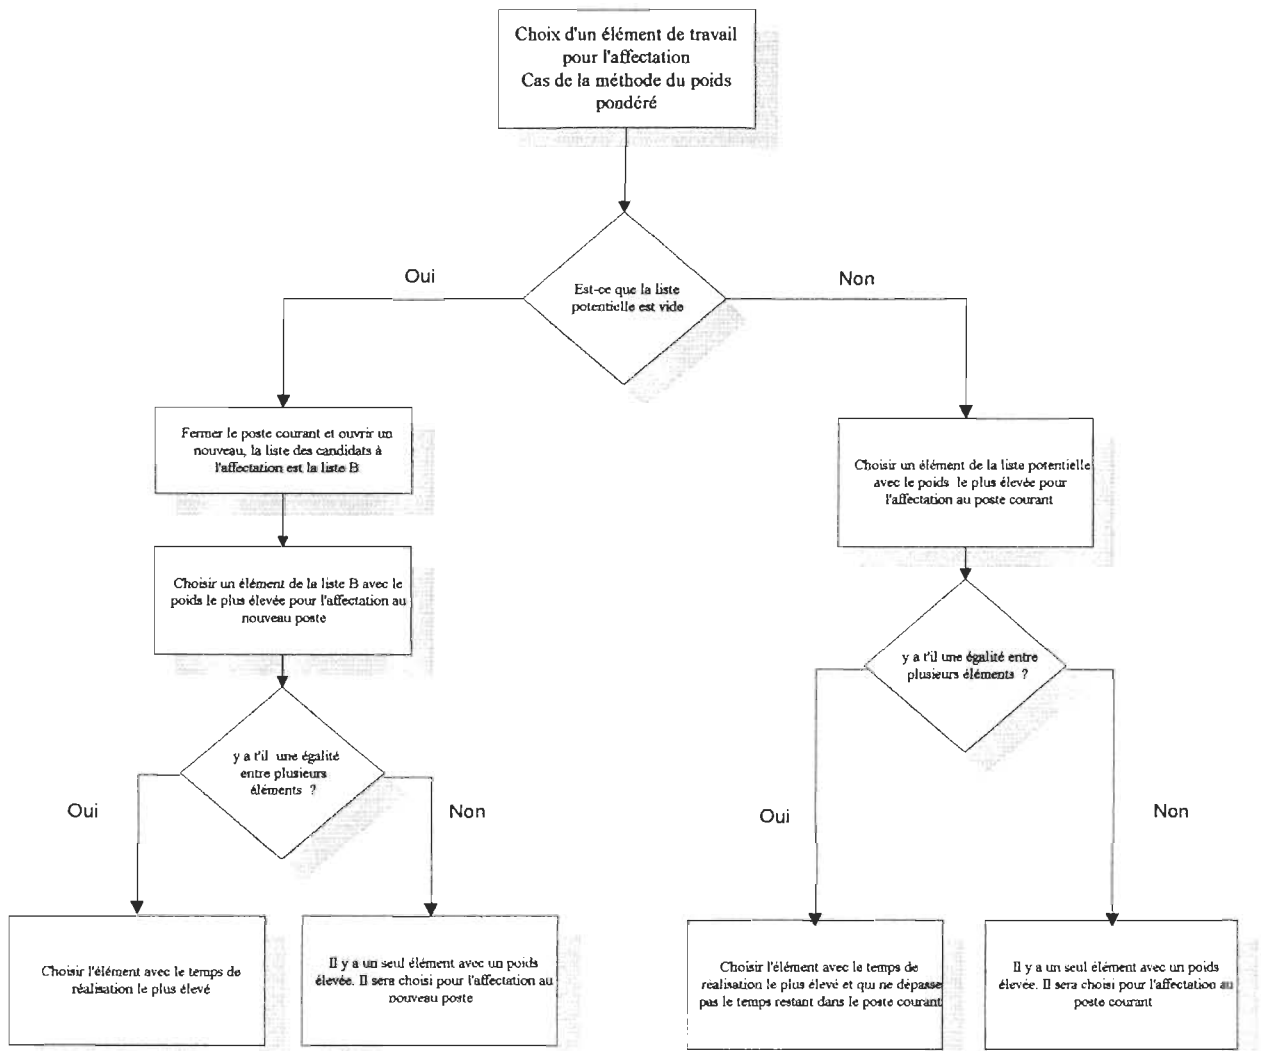 Choix d'un élément de travail
pour l'affectation
Cas de la méthode du poids
pondéré
Oui
Non
Est-ce que la liste
potentielle est vide
Fermer le poste courant et ouvrir un
nouveau, la liste des candidats à
l'affectation est la liste B
Choisir un élément de la liste potentielle
avec le poids le plus élevée pour
l'affectation au poste courant
Choisir un élément de la liste B avec le
poids le plus élevée pour l'affectation au
nouveau poste
y a t'il une égalité entre
plusieurs éléments ?
y a t'il une égalité
entre plusieurs
éléments ?
Oui
Non
Oui
Non
Choisir l'élément avec le temps de
réalisation le plus élevé
Il y a un seul élément avec un poids
élevée. Il sera choisi pour l'affectation au
nouveau poste
Choisir l'élément avec le temps de
réalisation le plus élevé et qui ne dépasse
pas le temps restant dans le poste courant
Il y a un seul élément avec un poids
élevée. Il sera choisi pour l'affectation au
poste courant